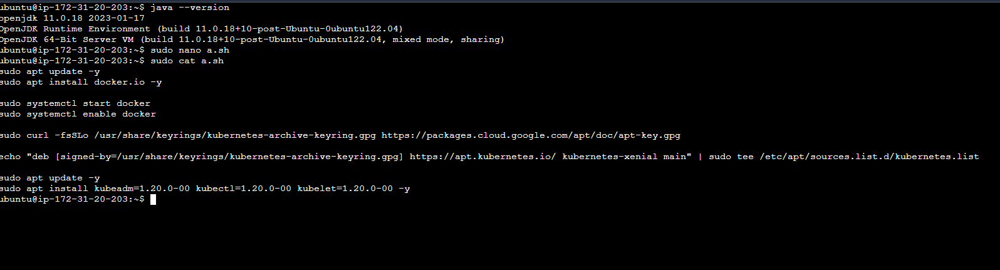 ubuntu@ip-172-31-20-203:~$ java --version
openjdk 11.0.18 2023-01-17
OpenJDK Runtime Environment (build 11.0.18+10-post-Ubuntu-0ubuntu122.04)
OpenJDK 64-Bit Server VM (build 11.0.18+10-post-Ubuntu-0ubuntu122.04, mixed mode, sharing)
ubuntu@ip-172-31-20-203:~$ sudo nano a.sh
ubuntu@ip-172-31-20-203:~$ sudo cat a.sh
sudo apt update -y
sudo apt install docker.io -y
sudo systemctl start docker
sudo systemctl enable docker
sudo curl -fsSLo /usr/share/keyrings/kubernetes-archive-keyring.gpg https://packages.cloud.google.com/apt/doc/apt-key.gpg
echo "deb [signed-by=/usr/share/keyrings/kubernetes-archive-keyring.gpg] https://apt.kubernetes.io/ kubernetes-xenial main" | sudo tee /etc/apt/sources.list.d/kubernetes.list
sudo apt update -y
sudo apt install kubeadm=1.20.0-00 kubectl=1.20.0-00 kubelet=1.20.0-00 -y
ubuntu@ip-172-31-20-203:~$